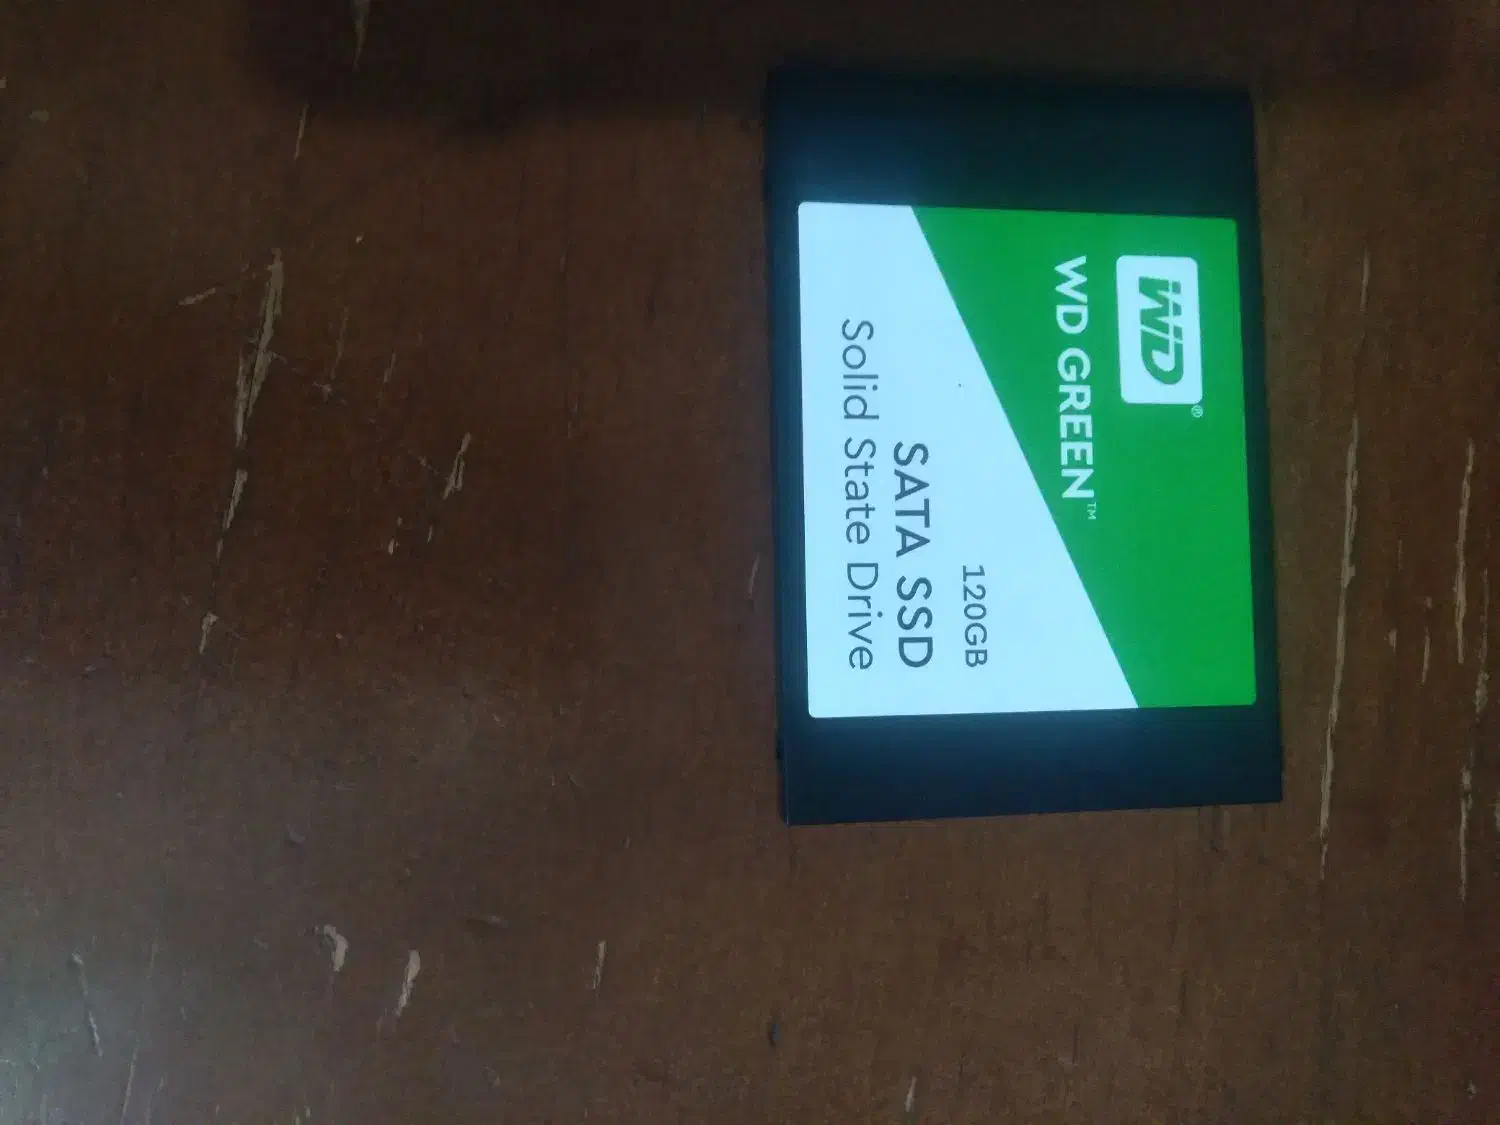 WD®
WD GREEN™
120GB
SATA SSD
Solid State Drive